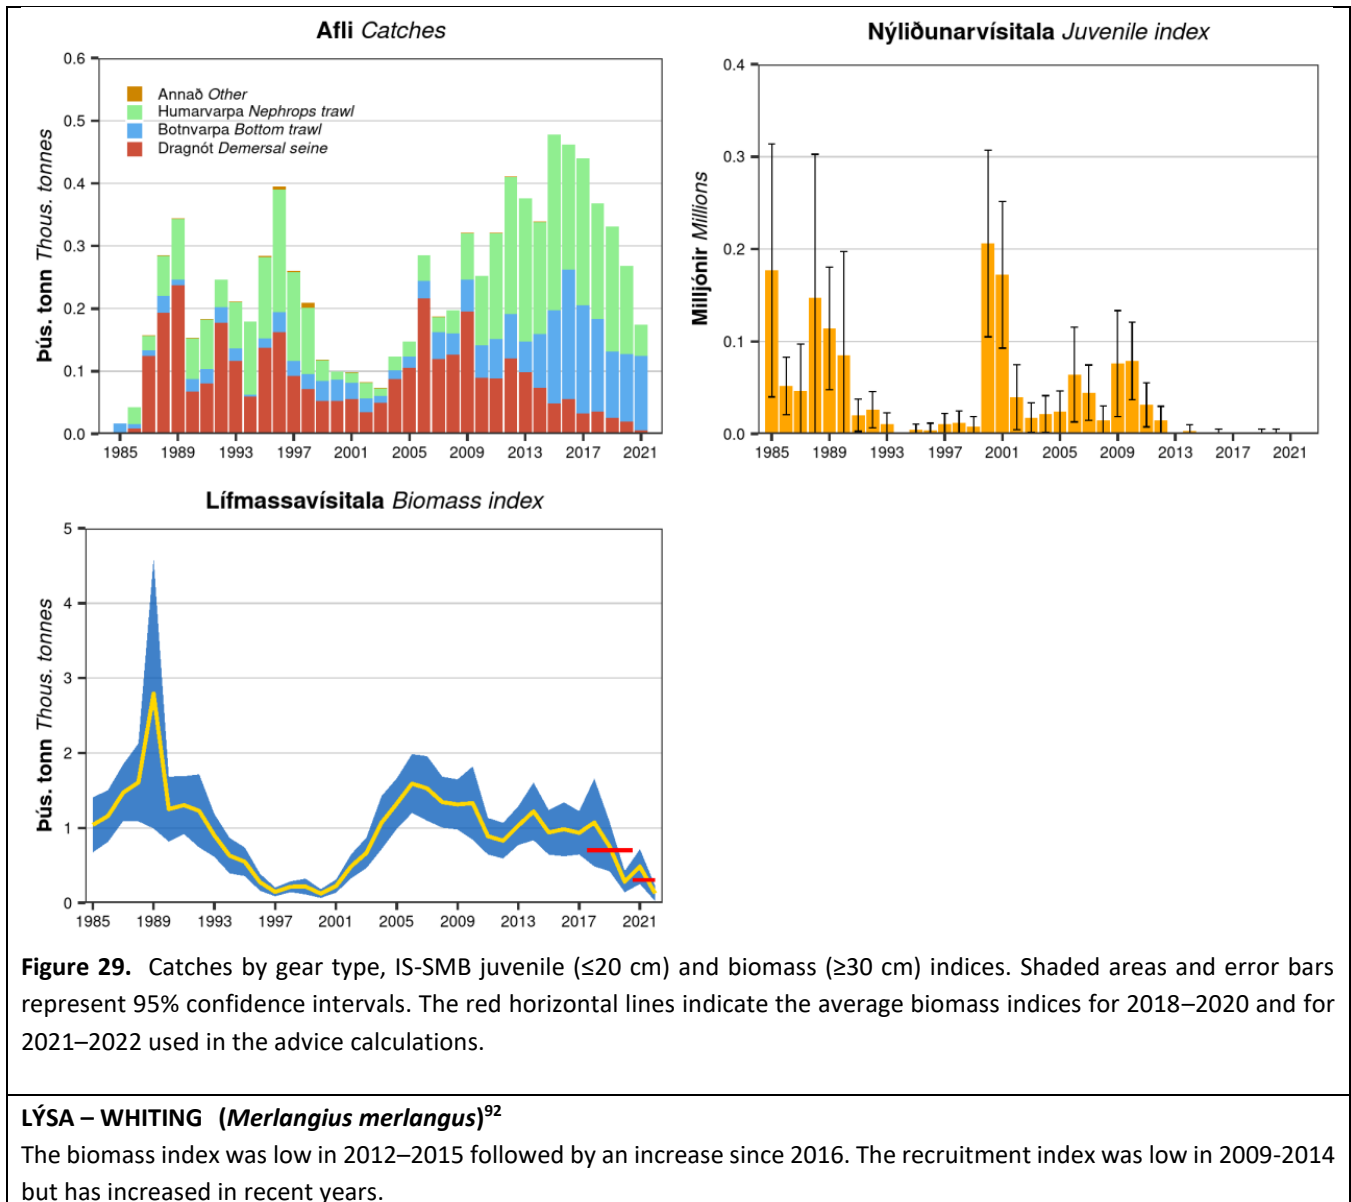 Afli Catches
0.6
0.5
0.4
0.3
0.2
0.1
0.0
Þús. tonn Thous. tonnes
Annað Other
Humarvarpa Nephrops trawl
Botnvarpa Bottom trawl
Dragnót Demersal seine
1985 1989 1993 1997 2001 2005 2009 2013 2017 2021
Nýliðunarvísitala Juvenile index
0.4
0.3
0.2
0.1
0.0
Milljónir Millions
1985 1989 1993 1997 2001 2005 2009 2013 2017 2021
Lífmassavísitala Biomass index
5
4
3
2
1
0
Þús. tonn Thous. tonnes
1985 1989 1993 1997 2001 2005 2009 2013 2017 2021
Figure 29. Catches by gear type, IS-SMB juvenile (≤20 cm) and biomass (≥30 cm) indices. Shaded areas and error bars
represent 95% confidence intervals. The red horizontal lines indicate the average biomass indices for 2018–2020 and for
2021–2022 used in the advice calculations.
LÝSA – WHITING (Merlangius merlangus)92
The biomass index was low in 2012–2015 followed by an increase since 2016. The recruitment index was low in 2009-2014
but has increased in recent years.